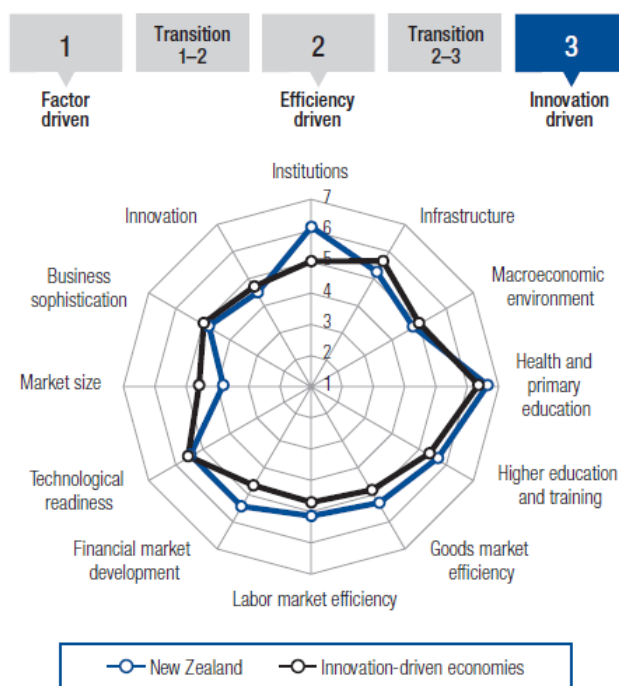 1
Transition
1–2
2
Transition
2–3
3
Factor
driven
Efficiency
driven
Innovation
driven
Institutions
7
6
5
4
3
2
1
Infrastructure
Macroeconomic
environment
Health and
primary
education
Higher education
and training
Goods market
efficiency
Labor market efficiency
Financial market
development
Technological
readiness
Market size
Business
sophistication
Innovation
New Zealand
Innovation-driven economies